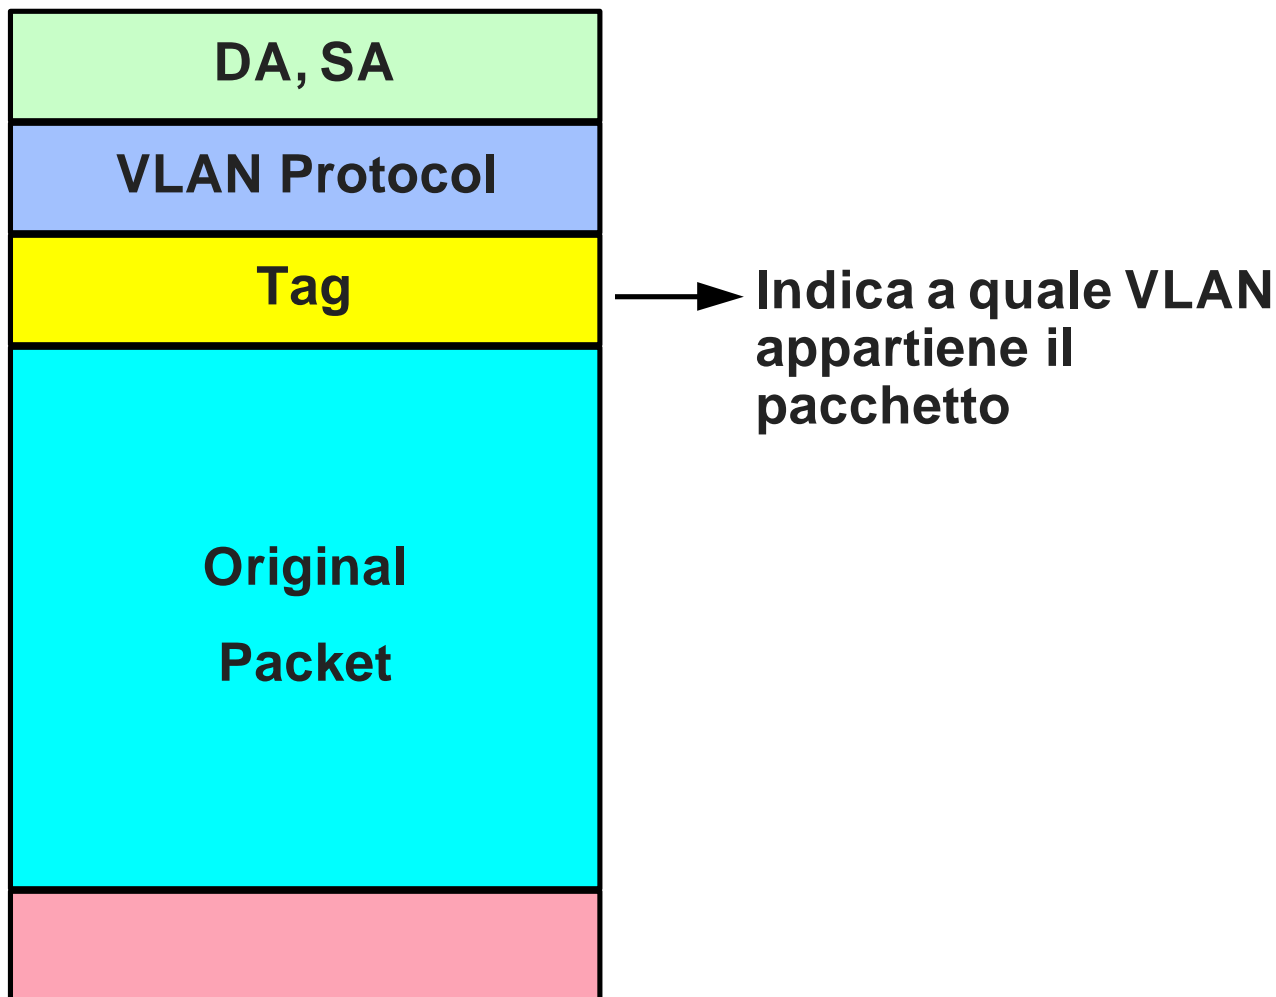 DA, SA
VLAN Protocol
Tag
Indica a quale VLAN
appartiene il
pacchetto
Original
Packet